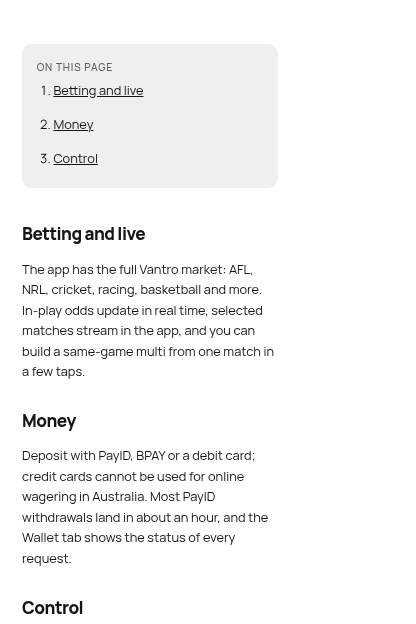 ON THIS PAGE
1. Betting and live
2. Money
3. Control
Betting and live
The app has the full Vantro market: AFL,
NRL, cricket, racing, basketball and more.
In-play odds update in real time, selected
matches stream in the app, and you can
build a same-game multi from one match in
a few taps.
Money
Deposit with PayID, BPAY or a debit card;
credit cards cannot be used for online
wagering in Australia. Most PayID
withdrawals land in about an hour, and the
Wallet tab shows the status of every
request.
Control